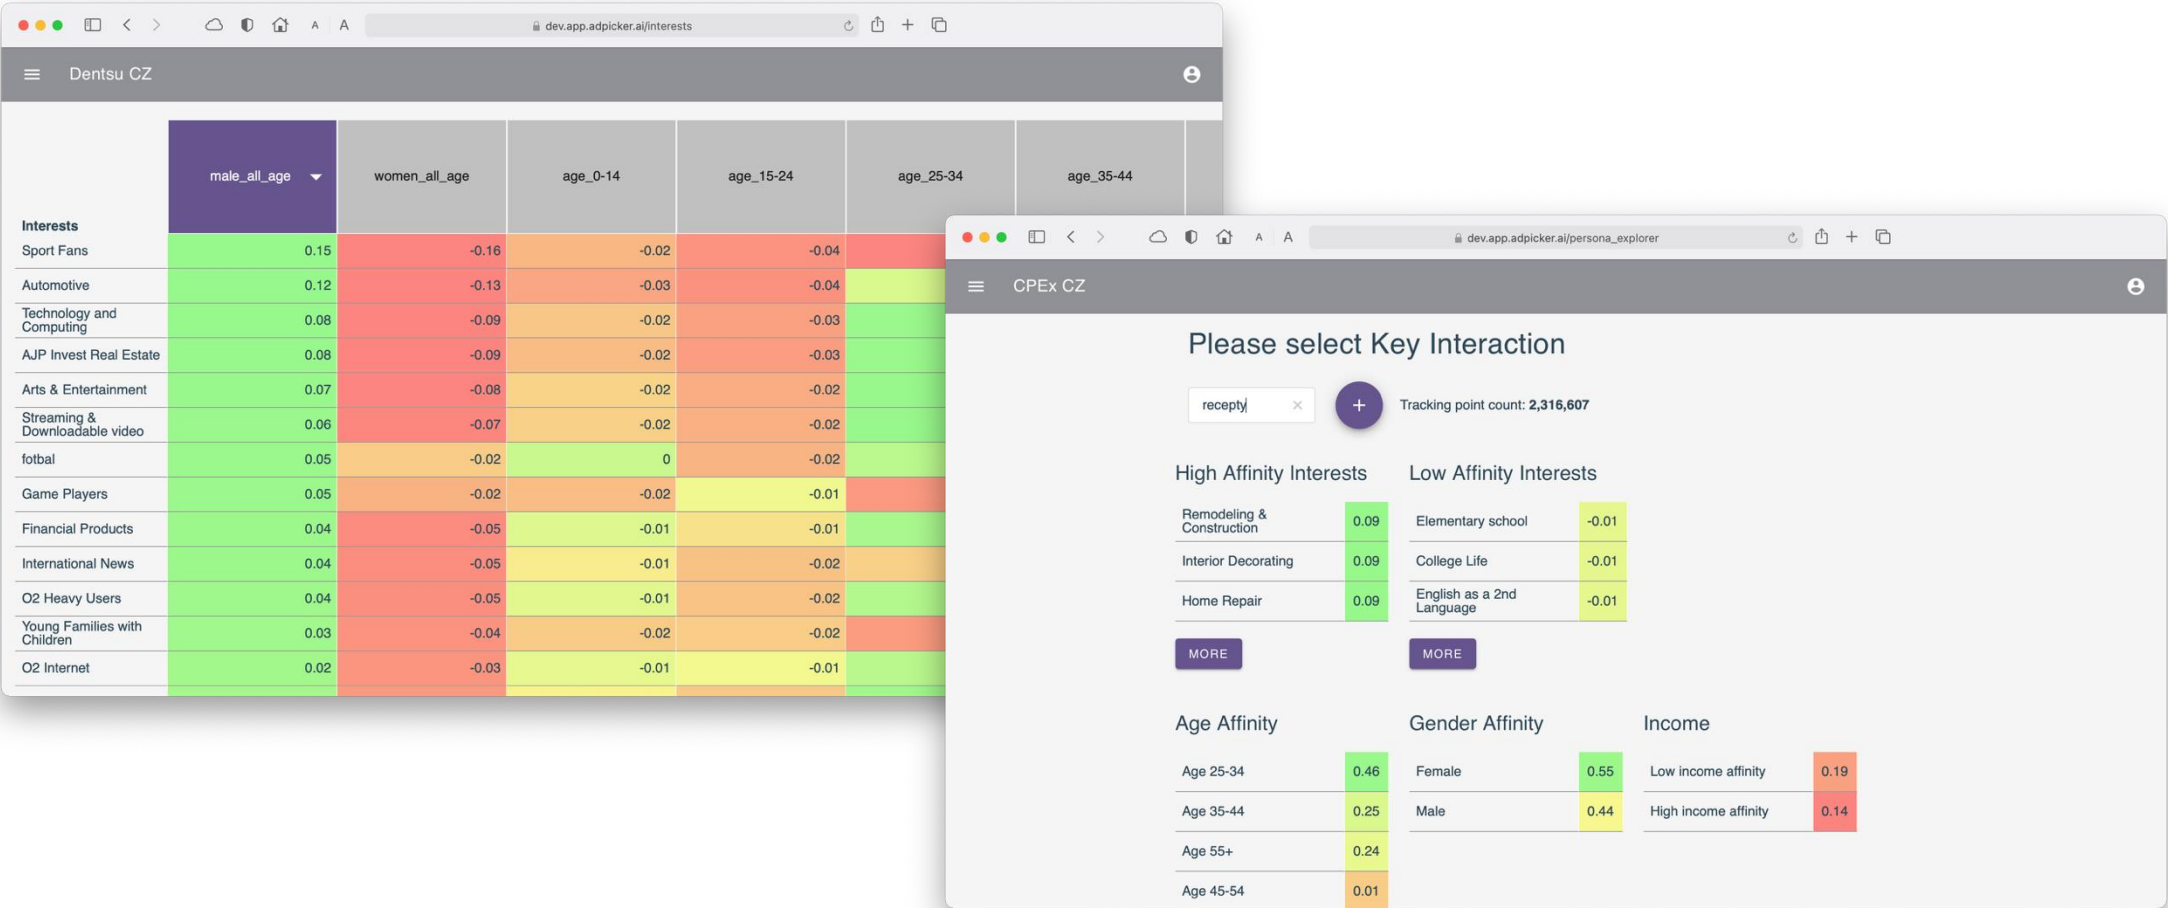 A A
dev.app.adpicker.ai/interests
Dentsu CZ
Interests male_all_age women_all_age age_0-14 age_15-24 age_25-34 age_35-44
Sport Fans 0.15 -0.16 -0.02 -0.04
Automotive 0.12 -0.13 -0.03 -0.04
Technology and
Computing 0.08 -0.09 -0.02 -0.03
AJP Invest Real Estate 0.08 -0.09 -0.02 -0.03
Arts & Entertainment 0.07 -0.08 -0.02 -0.02
Streaming &
Downloadable video 0.06 -0.07 -0.02 -0.02
fotbal 0.05 -0.02 0 -0.02
Game Players 0.05 -0.02 -0.02 -0.01
Financial Products 0.04 -0.05 -0.01 -0.01
International News 0.04 -0.05 -0.01 -0.02
O2 Heavy Users 0.04 -0.05 -0.01 -0.02
Young Families with
Children 0.03 -0.04 -0.02 -0.02
O2 Internet 0.02 -0.03 -0.01 -0.01
A A
dev.app.adpicker.ai/persona_explorer
CPEx CZ
Please select Key Interaction
recepty
+
Tracking point count: 2,316,607
High Affinity Interests
Remodeling &
Construction 0.09
Interior Decorating 0.09
Home Repair 0.09
MORE
Low Affinity Interests
Elementary school -0.01
College Life -0.01
English as a 2nd
Language -0.01
MORE
Age Affinity
Age 25-34 0.46
Age 35-44 0.25
Age 55+ 0.24
Age 45-54 0.01
Gender Affinity
Female 0.55
Male 0.44
Income
Low income affinity 0.19
High income affinity 0.14